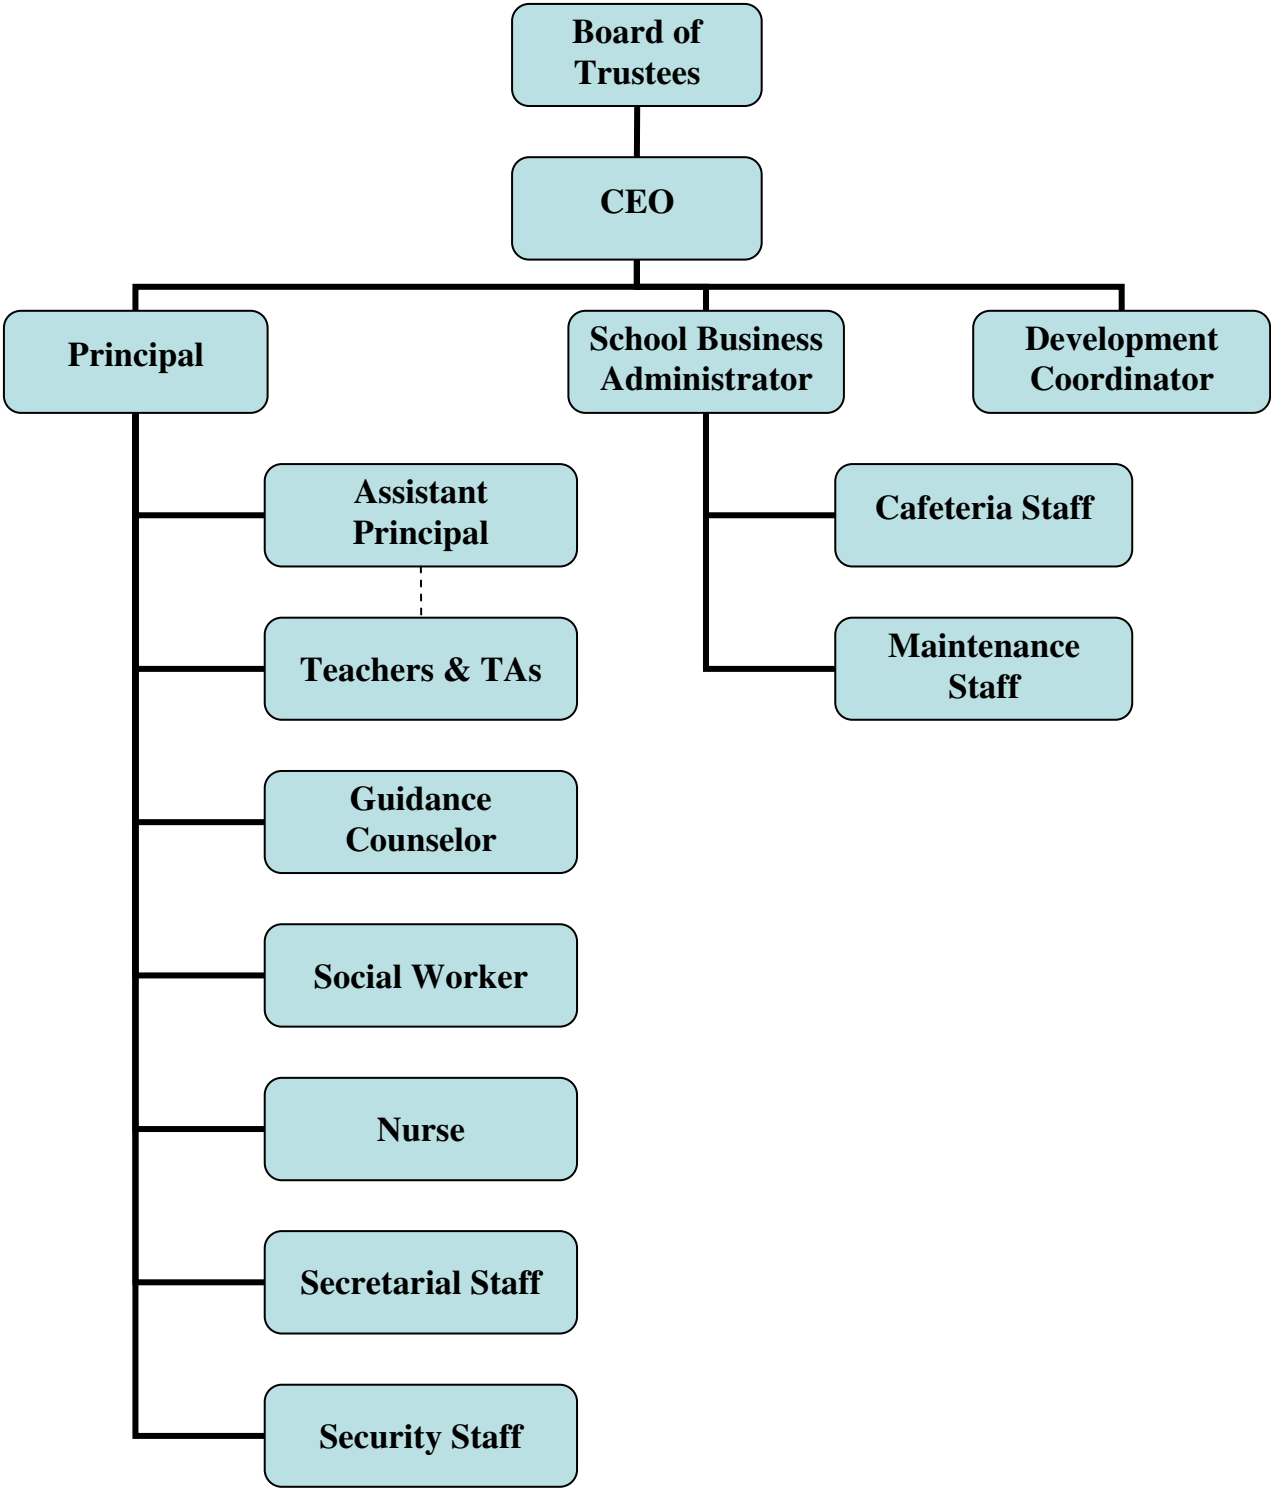 Board of
Trustees
CEO
Principal
School Business
Administrator
Development
Coordinator
Assistant
Principal
Cafeteria Staff
Teachers & TAs
Maintenance
Staff
Guidance
Counselor
Social Worker
Nurse
Secretarial Staff
Security Staff